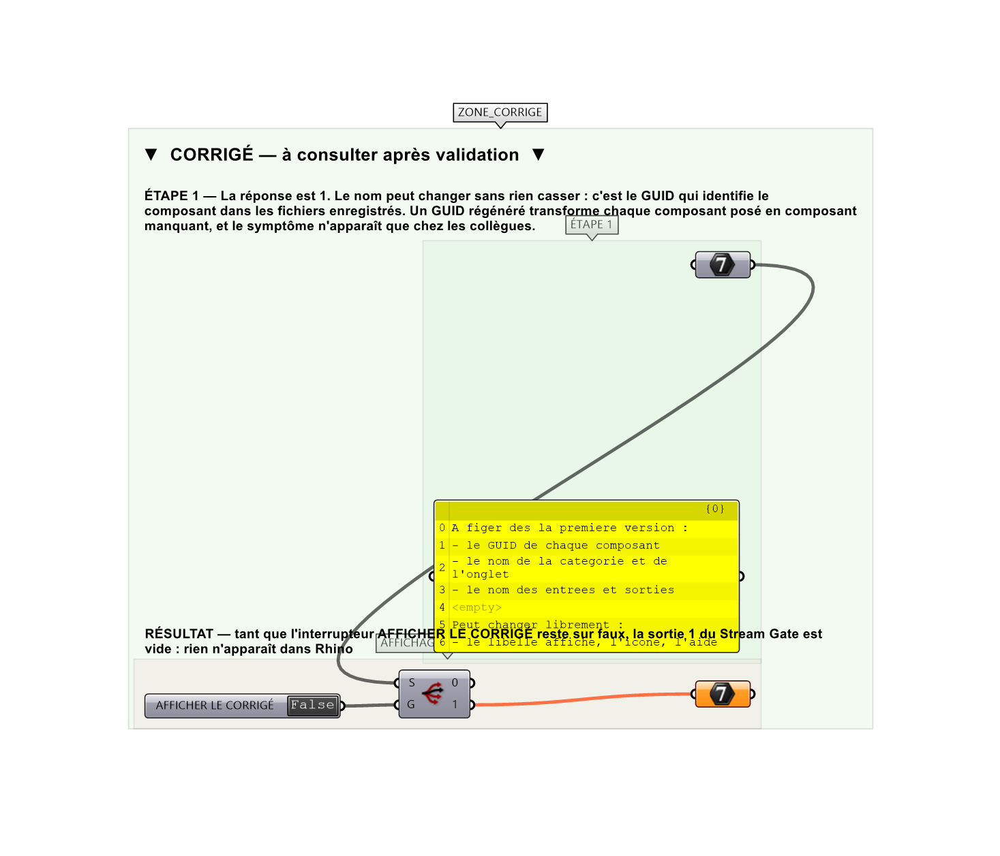 ZONE_CORRIGE
▼ CORRIGÉ — à consulter après validation ▼
ÉTAPE 1 — La réponse est 1. Le nom peut changer sans rien casser : c'est le GUID qui identifie le
composant dans les fichiers enregistrés. Un GUID régénéré transforme chaque composant posé en composant
manquant, et le symptôme n'apparaît que chez les collègues.
ÉTAPE 1
7
{0}
0 A figer des la premiere version :
1 - le GUID de chaque composant
2 - le nom de la categorie et de
l'onglet
3 - le nom des entrees et sorties
4 <empty>
5 Peut changer librement :
6 - le libelle affiche, l'icone, l'aide
RÉSULTAT — tant que l'interrupteur AFFICHER LE CORRIGÉ reste sur faux, la sortie 1 du Stream Gate est
vide : rien n'apparaît dans Rhino
AFFICHAG
S 0
G 1
AFFICHER LE CORRIGÉ False
7